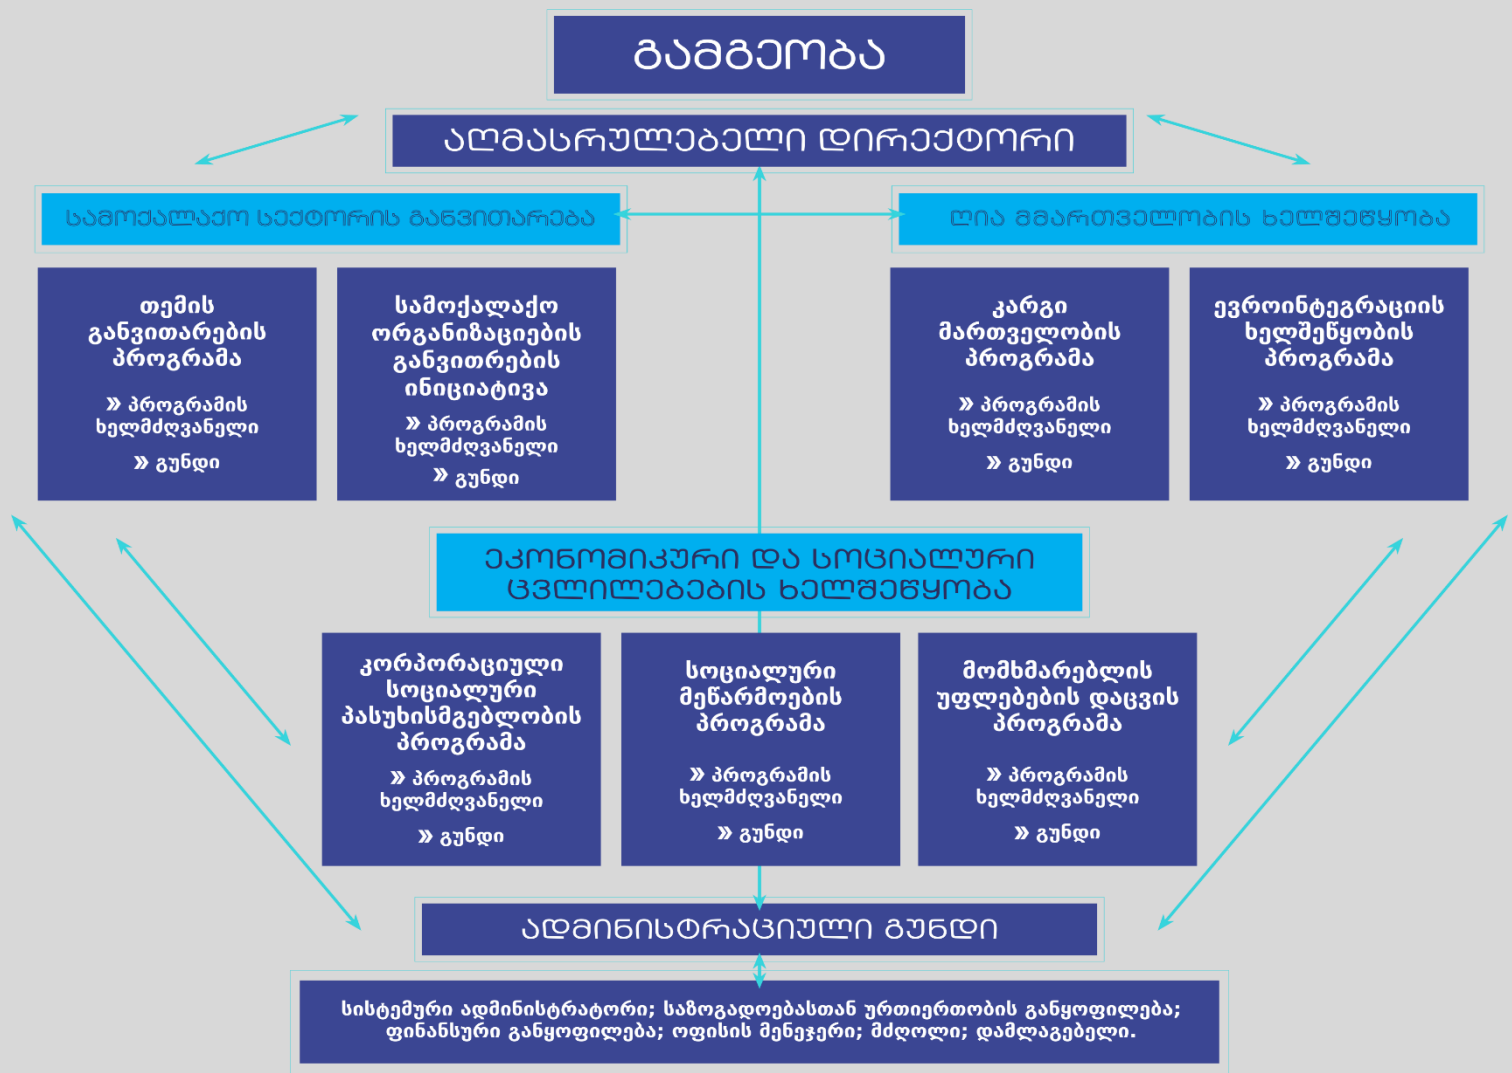 გამგეობა
აღმასრულებელი დირექტორი
სამოქალაქო სექტორის განვითარება
ღია მმართველობის ხელშეწყობა
თემის
განვითარების
პროგრამა
» პროგრამის
ხელმძღვანელი
» გუნდი
სამოქალაქო
ორგანიზაციების
განვითრების
ინიციატივა
» პროგრამის
ხელმძღვანელი
» გუნდი
კარგი
მართველობის
პროგრამა
» პროგრამის
ხელმძღვანელი
» გუნდი
ევროინტეგრაციის
ხელშეწყობის
პროგრამა
» პროგრამის
ხელმძღვანელი
» გუნდი
ეკონომიკური და სოციალური
ცვლილებების ხელშეწყობა
კორპორაციული
სოციალური
პასუხისმგებლობის
პროგრამა
» პროგრამის
ხელმძღვანელი
» გუნდი
სოციალური
მეწარმოების
პროგრამა
» პროგრამის
ხელმძღვანელი
» გუნდი
მომხმარებლის
უფლებების დაცვის
პროგრამა
» პროგრამის
ხელმძღვანელი
» გუნდი
ადმინისტრაციული გუნდი
სისტემური ადმინისტრატორი; საზოგადოებასთან ურთიერთობის განყოფილება;
ფინანსური განყოფილება; ოფისის მენეჯერი; მძღოლი; დამლაგებელი.